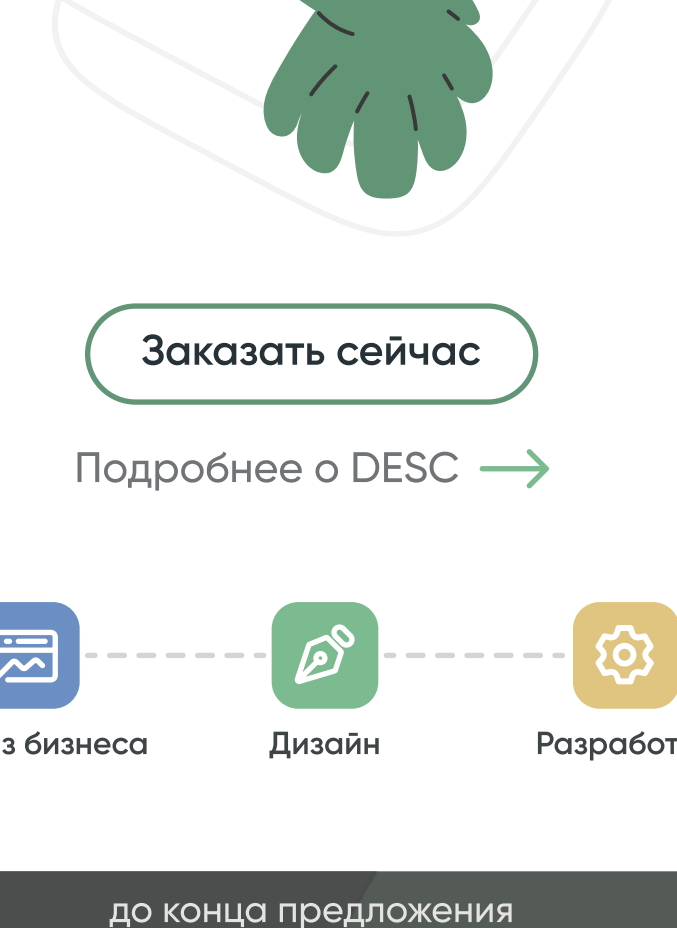 Заказать сейчас
Подробнее о DESC
з бизнеса
Дизайн
Разработ
до конца предложения